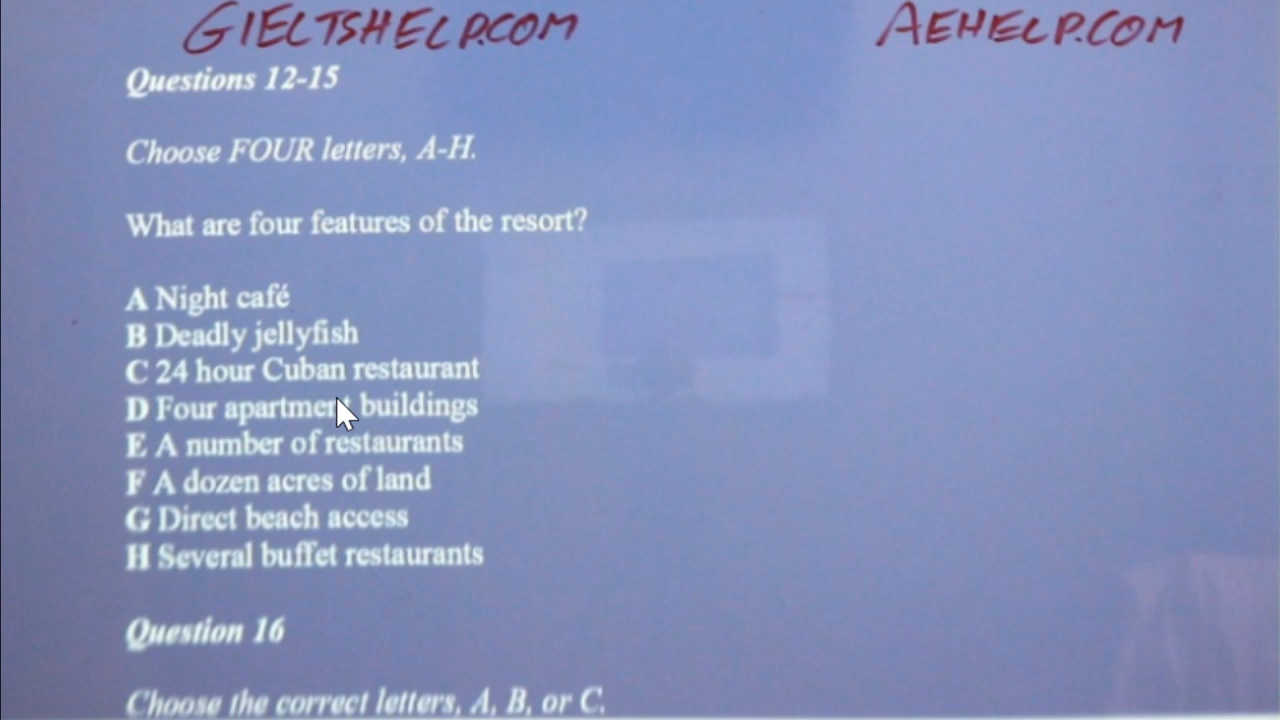 GIELTSHELP.COM AEHELP.COM
Questions 12-15
Choose FOUR letters, A-H.
What are four features of the resort?
A Night café
B Deadly jellyfish
C 24 hour Cuban restaurant
D Four apartment buildings
E A number of restaurants
F A dozen acres of land
G Direct beach access
H Several buffet restaurants
Question 16
Choose the correct letters, A, B, or C.